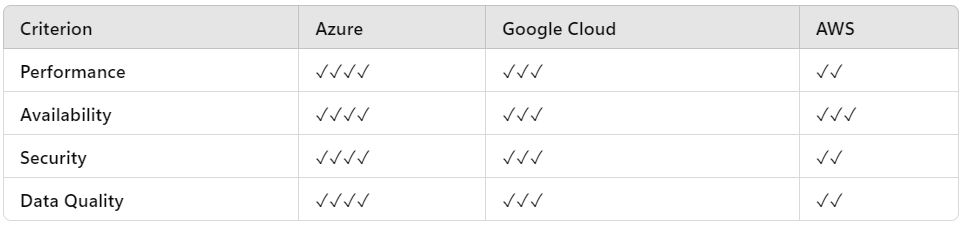 Criterion Azure Google Cloud AWS
Performance ✓✓✓✓ ✓✓✓ ✓✓
Availability ✓✓✓✓ ✓✓✓ ✓✓✓
Security ✓✓✓✓ ✓✓✓ ✓✓
Data Quality ✓✓✓✓ ✓✓✓ ✓✓